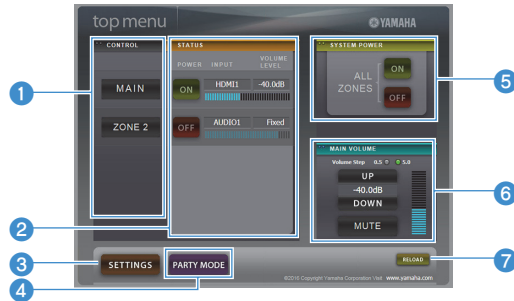 top menu
YAMAHA
CONTROL
STATUS
SYSTEM POWER
POWER INPUT VOLUME LEVEL
MAIN
ON HDMI1 -40.0dB
ALL ZONES
ON
OFF
ZONE 2
OFF AUDIO1 Fixed
MAIN VOLUME
Volume Step 0.5 5.0
UP
-40.0dB
DOWN
MUTE
SETTINGS
PARTY MODE
RELOAD
©2016 Copyright Yamaha Corporation Visit www.yamaha.com
1
2
3
4
5
6
7